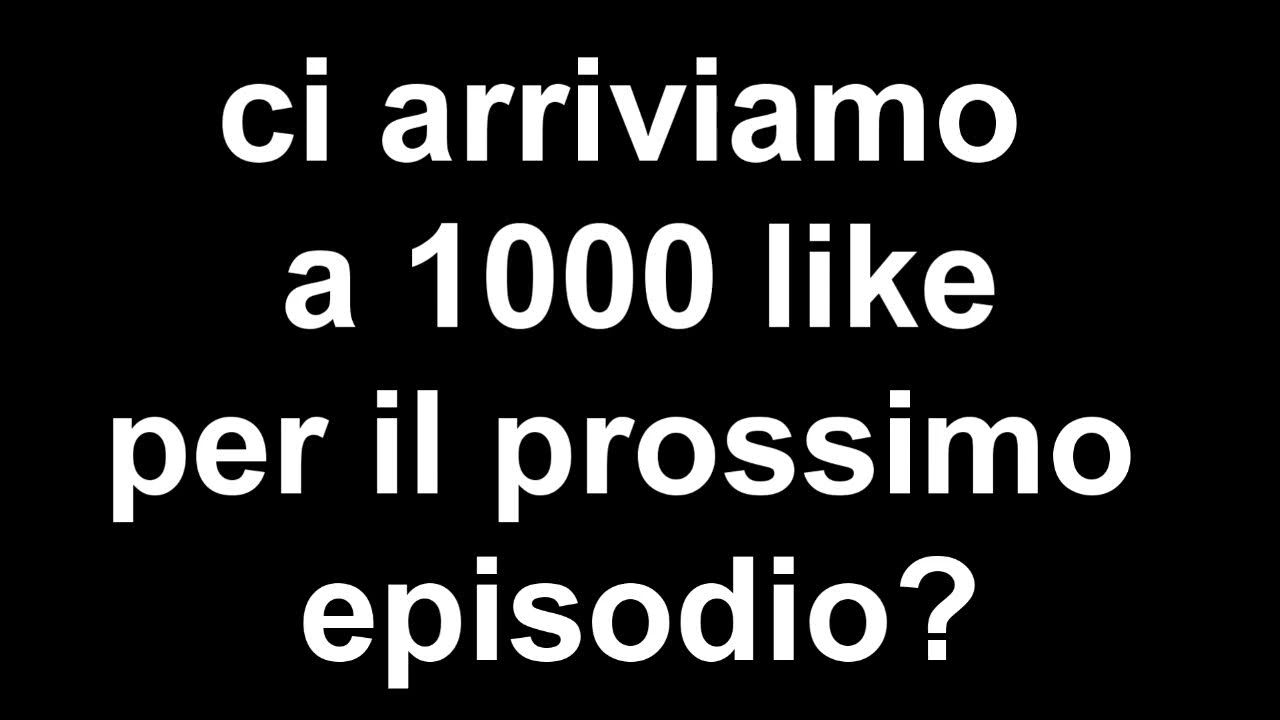 ci arriviamo
a 1000 like
per il prossimo
episodio?